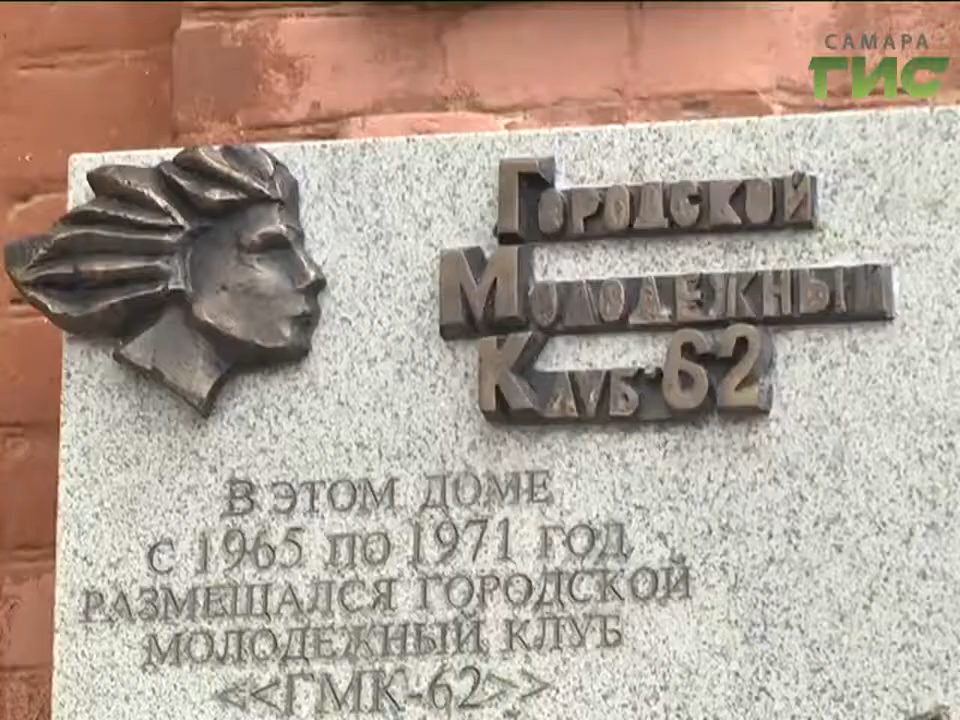 САМАРА
ГИС
Городской
Молодежный
Клуб 62
В ЭТОМ ДОМЕ
С 1965 ПО 1971 ГОД
РАЗМЕЩАЛСЯ ГОРОДСКОЙ
МОЛОДЕЖНЫЙ КЛУБ
<<ГМК-62>>